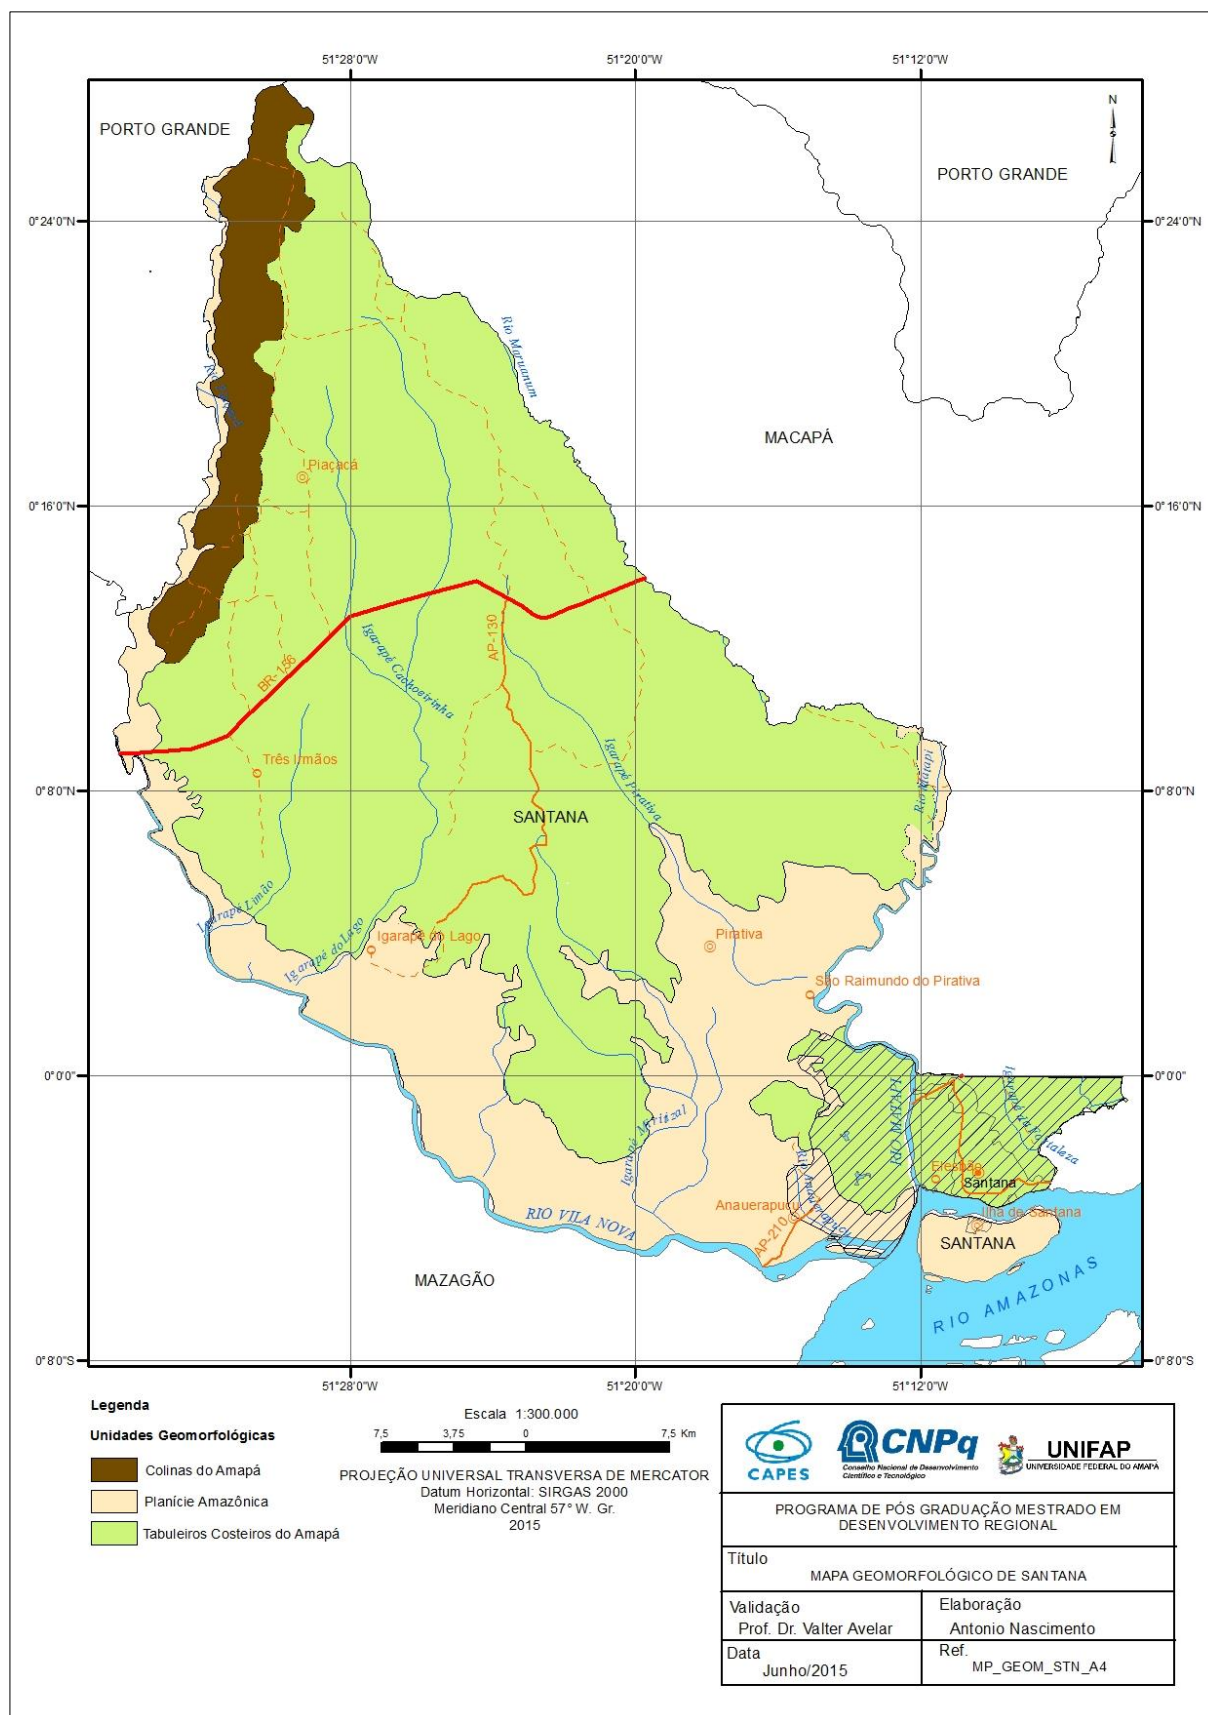 51°28'0"W
51°20'0"W
51°12'0"W
PORTO GRANDE
N
PORTO GRANDE
0°24'0"N
0°24'0"N
Rio Maruanum
MACAPÁ
Piaçacá
0°16'0"N
0°16'0"N
AP-130
Igarapé Cachoeirinha
BR-156
Igarapé Pirativa
Rio Matapi
Três Irmãos
0°8'0"N
0°8'0"N
SANTANA
Igarapé Limão
Igarapé do Lago
Igarapé do Lago
Pirativa
São Raimundo do Pirativa
0°0'0"
0°0'0"
RIO MATAPI
Igarapé da Fortaleza
Igarapé Miritizal
Rio Anauerapucu
Elesbão
Santana
Anauerapucu
AP-210
Ilha de Santana
RIO VILA NOVA
SANTANA
MAZAGÃO
RIO AMAZONAS
0°8'0"S
0°8'0"S
51°28'0"W
51°20'0"W
51°12'0"W
Legenda
Unidades Geomorfológicas
Colinas do Amapá
Planície Amazônica
Tabuleiros Costeiros do Amapá
Escala 1:300.000
7,5 3,75 0 7,5 Km
PROJEÇÃO UNIVERSAL TRANSVERSA DE MERCATOR
Datum Horizontal: SIRGAS 2000
Meridiano Central 57° W. Gr.
2015
CAPES
CNPq
Conselho Nacional de Desenvolvimento
Científico e Tecnológico
UNIFAP
UNIVERSIDADE FEDERAL DO AMAPÁ
PROGRAMA DE PÓS GRADUAÇÃO MESTRADO EM
DESENVOLVIMENTO REGIONAL
Título
MAPA GEOMORFOLÓGICO DE SANTANA
Validação
Prof. Dr. Valter Avelar
Elaboração
Antonio Nascimento
Data
Junho/2015
Ref.
MP_GEOM_STN_A4